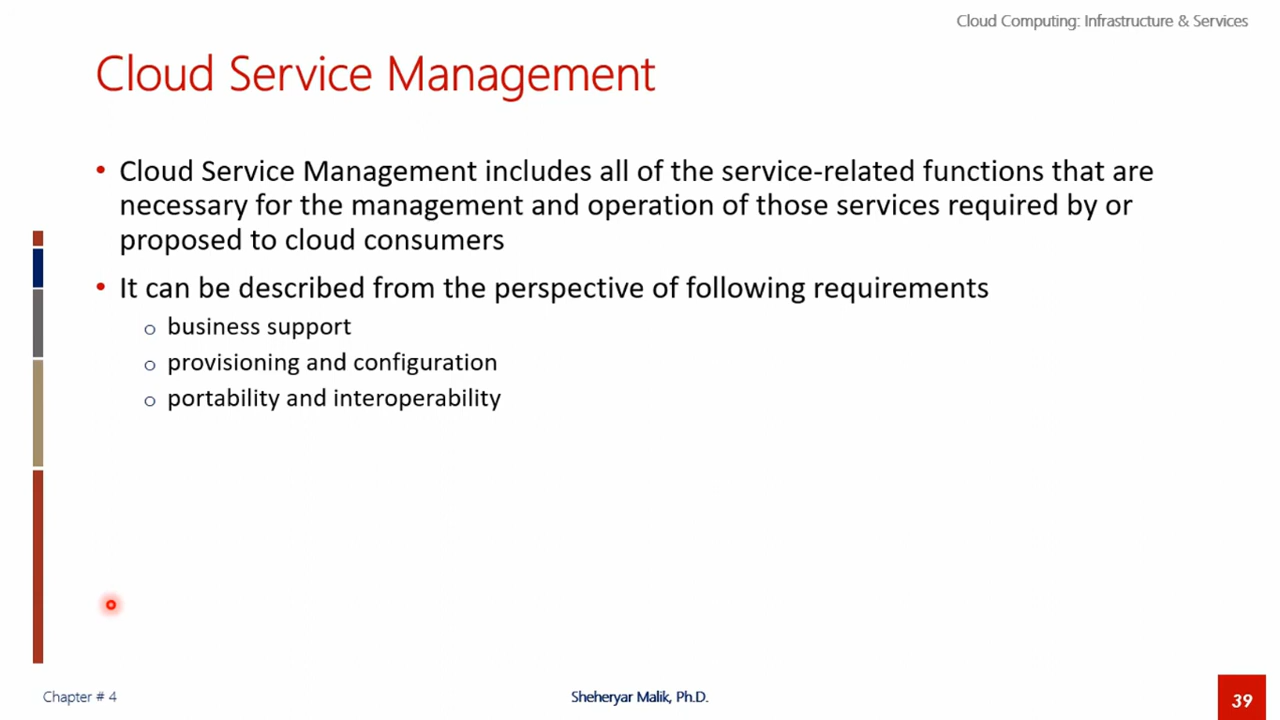 Cloud Computing: Infrastructure & Services
Cloud Service Management
• Cloud Service Management includes all of the service-related functions that are
necessary for the management and operation of those services required by or
proposed to cloud consumers
• It can be described from the perspective of following requirements
o business support
o provisioning and configuration
o portability and interoperability
Chapter # 4
Sheheryar Malik, Ph.D.
39